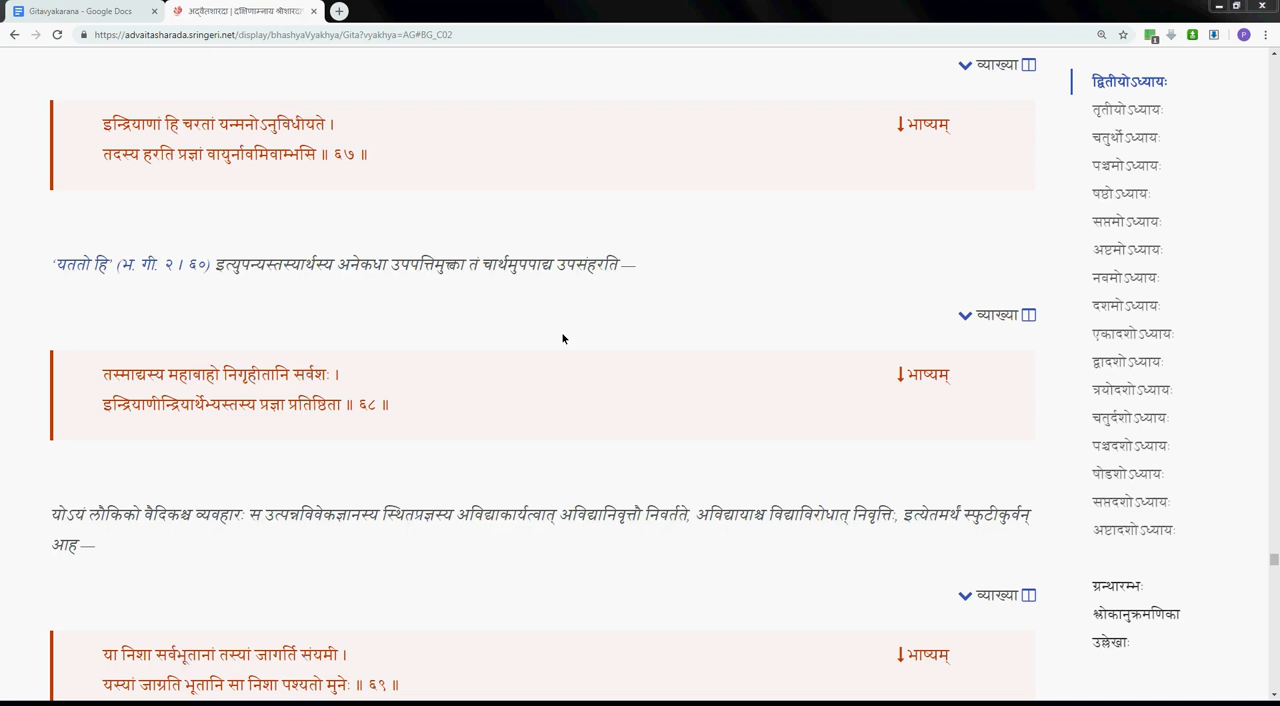 Gitavyakarana - Google Docs
अद्वैतशारदा | दक्षिणाम्नाय श्रीशारदा
https://advaitasharada.sringeri.net/display/bhashyaVyakhya/Gita?vyakhya=AG#BG_C02
1
P
व्याख्या
इन्द्रियाणां हि चरतां यन्मनोऽनुविधीयते ।
↓भाष्यम्
तदस्य हरति प्रज्ञां वायुर्नावमिवाम्भसि ॥ ६७ ॥
‘यततो हि’ (भ. गी. २ । ६०) इत्युपन्यस्तस्यार्थस्य अनेकधा उपपत्तिमुक्त्वा तं चार्थमुपपाद्य उपसंहरति —
व्याख्या
तस्माद्यस्य महाबाहो निगृहीतानि सर्वशः ।
↓भाष्यम्
इन्द्रियाणीन्द्रियार्थेभ्यस्तस्य प्रज्ञा प्रतिष्ठिता ॥ ६८ ॥
योऽयं लौकिको वैदिकश्च व्यवहारः स उत्पन्नविवेकज्ञानस्य स्थितप्रज्ञस्य अविद्याकार्यत्वात् अविद्यानिवृत्तौ निवर्तते, अविद्यायाश्च विद्याविरोधात् निवृत्तिः, इत्येतमर्थं स्फुटीकुर्वन्
आह —
व्याख्या
या निशा सर्वभूतानां तस्यां जागर्ति संयमी ।
↓भाष्यम्
यस्यां जाग्रति भूतानि सा निशा पश्यतो मुनेः ॥ ६९ ॥
द्वितीयोऽध्यायः
तृतीयोऽध्यायः
चतुर्थोऽध्यायः
पञ्चमोऽध्यायः
षष्ठोऽध्यायः
सप्तमोऽध्यायः
अष्टमोऽध्यायः
नवमोऽध्यायः
दशमोऽध्यायः
एकादशोऽध्यायः
द्वादशोऽध्यायः
त्रयोदशोऽध्यायः
चतुर्दशोऽध्यायः
पञ्चदशोऽध्यायः
षोडशोऽध्यायः
सप्तदशोऽध्यायः
अष्टादशोऽध्यायः
ग्रन्थारम्भः
श्लोकानुक्रमणिका
उल्लेखाः